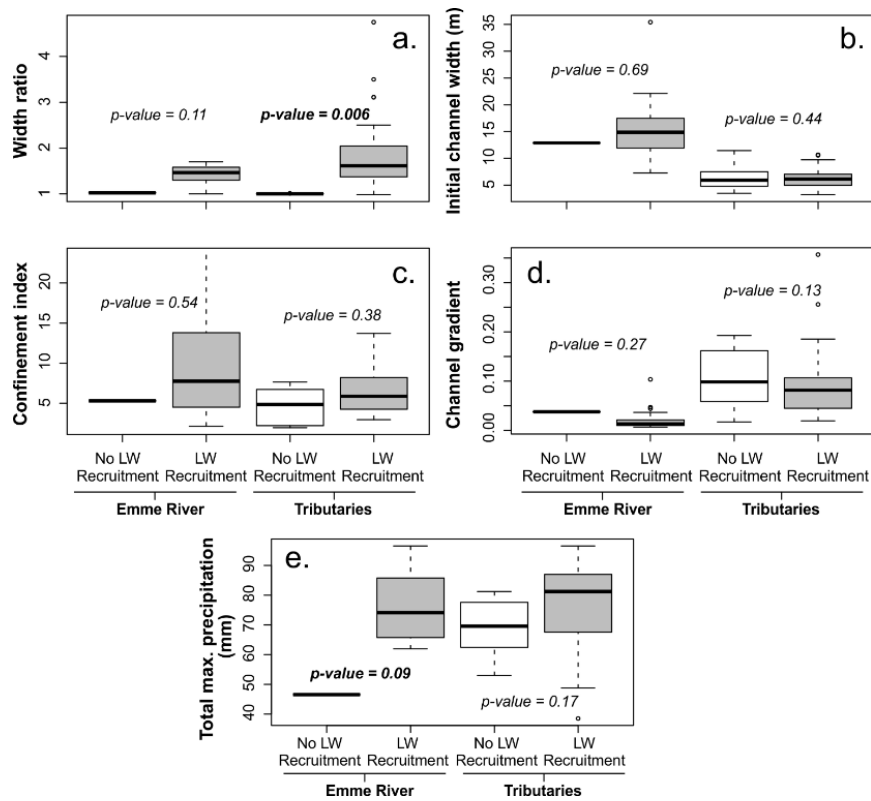 a.
Width ratio
4
3
2
1
p-value = 0.11
p-value = 0.006
b.
Initial channel width (m)
35
30
25
20
15
10
5
p-value = 0.69
p-value = 0.44
c.
Confinement index
20
15
10
5
p-value = 0.54
p-value = 0.38
No LW Recruitment
LW Recruitment
No LW Recruitment
LW Recruitment
Emme River
Tributaries
d.
Channel gradient
0.30
0.20
0.10
0.00
p-value = 0.27
p-value = 0.13
No LW Recruitment
LW Recruitment
No LW Recruitment
LW Recruitment
Emme River
Tributaries
e.
Total max. precipitation
(mm)
90
80
70
60
50
40
p-value = 0.09
p-value = 0.17
No LW Recruitment
LW Recruitment
No LW Recruitment
LW Recruitment
Emme River
Tributaries